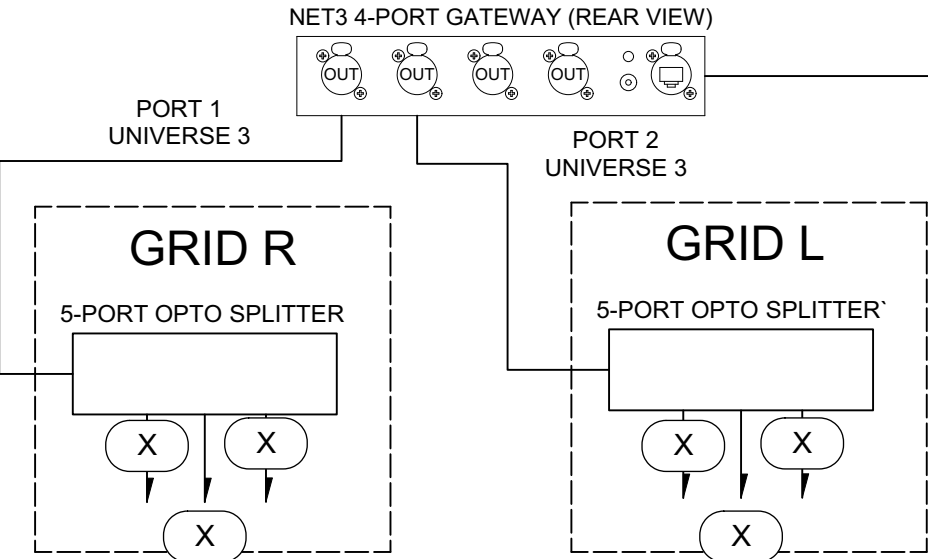 NET3 4-PORT GATEWAY (REAR VIEW)
OUT OUT OUT OUT
PORT 1
UNIVERSE 3
PORT 2
UNIVERSE 3
GRID R
5-PORT OPTO SPLITTER
X X
X
GRID L
5-PORT OPTO SPLITTER`
X X
X